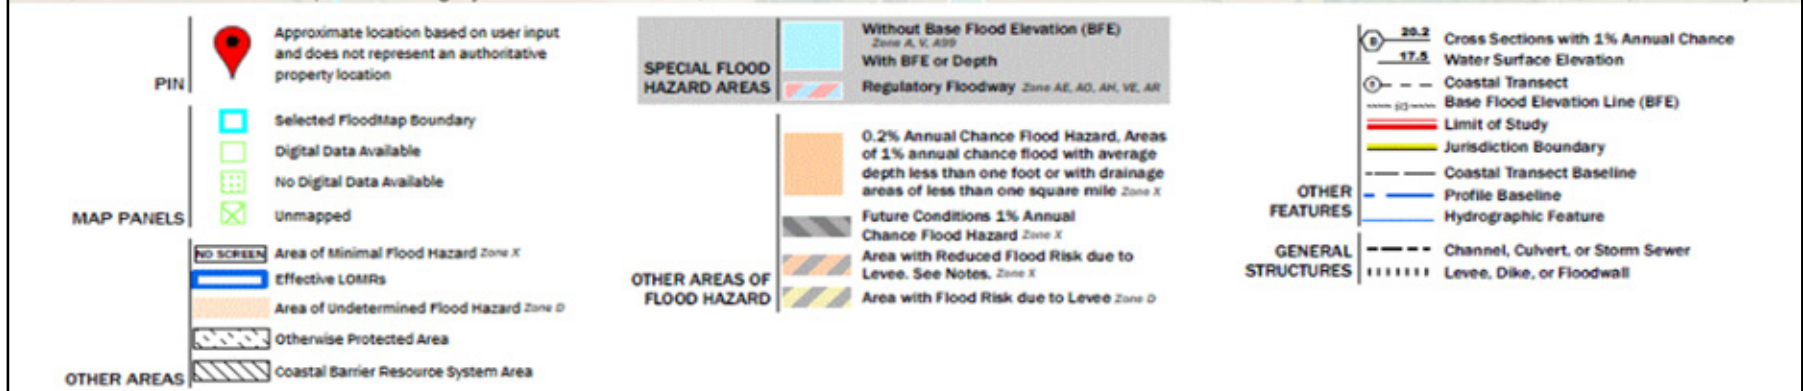 PIN
Approximate location based on user input
and does not represent an authoritative
property location
MAP PANELS
Selected FloodMap Boundary
Digital Data Available
No Digital Data Available
Unmapped
OTHER AREAS
NO SCREEN Area of Minimal Flood Hazard Zone X
Effective LOMRs
Area of Undetermined Flood Hazard Zone D
Otherwise Protected Area
Coastal Barrier Resource System Area
SPECIAL FLOOD
HAZARD AREAS
Without Base Flood Elevation (BFE)
Zone A, V, A99
With BFE or Depth
Regulatory Floodway Zone AE, AO, AH, VE, AR
OTHER AREAS OF
FLOOD HAZARD
0.2% Annual Chance Flood Hazard, Areas
of 1% annual chance flood with average
depth less than one foot or with drainage
areas of less than one square mile Zone X
Future Conditions 1% Annual
Chance Flood Hazard Zone X
Area with Reduced Flood Risk due to
Levee. See Notes. Zone X
Area with Flood Risk due to Levee Zone D
OTHER
FEATURES
B 20.2 Cross Sections with 1% Annual Chance
17.5 Water Surface Elevation
Coastal Transect
Base Flood Elevation Line (BFE)
Limit of Study
Jurisdiction Boundary
Coastal Transect Baseline
Profile Baseline
Hydrographic Feature
GENERAL
STRUCTURES
Channel, Culvert, or Storm Sewer
Levee, Dike, or Floodwall